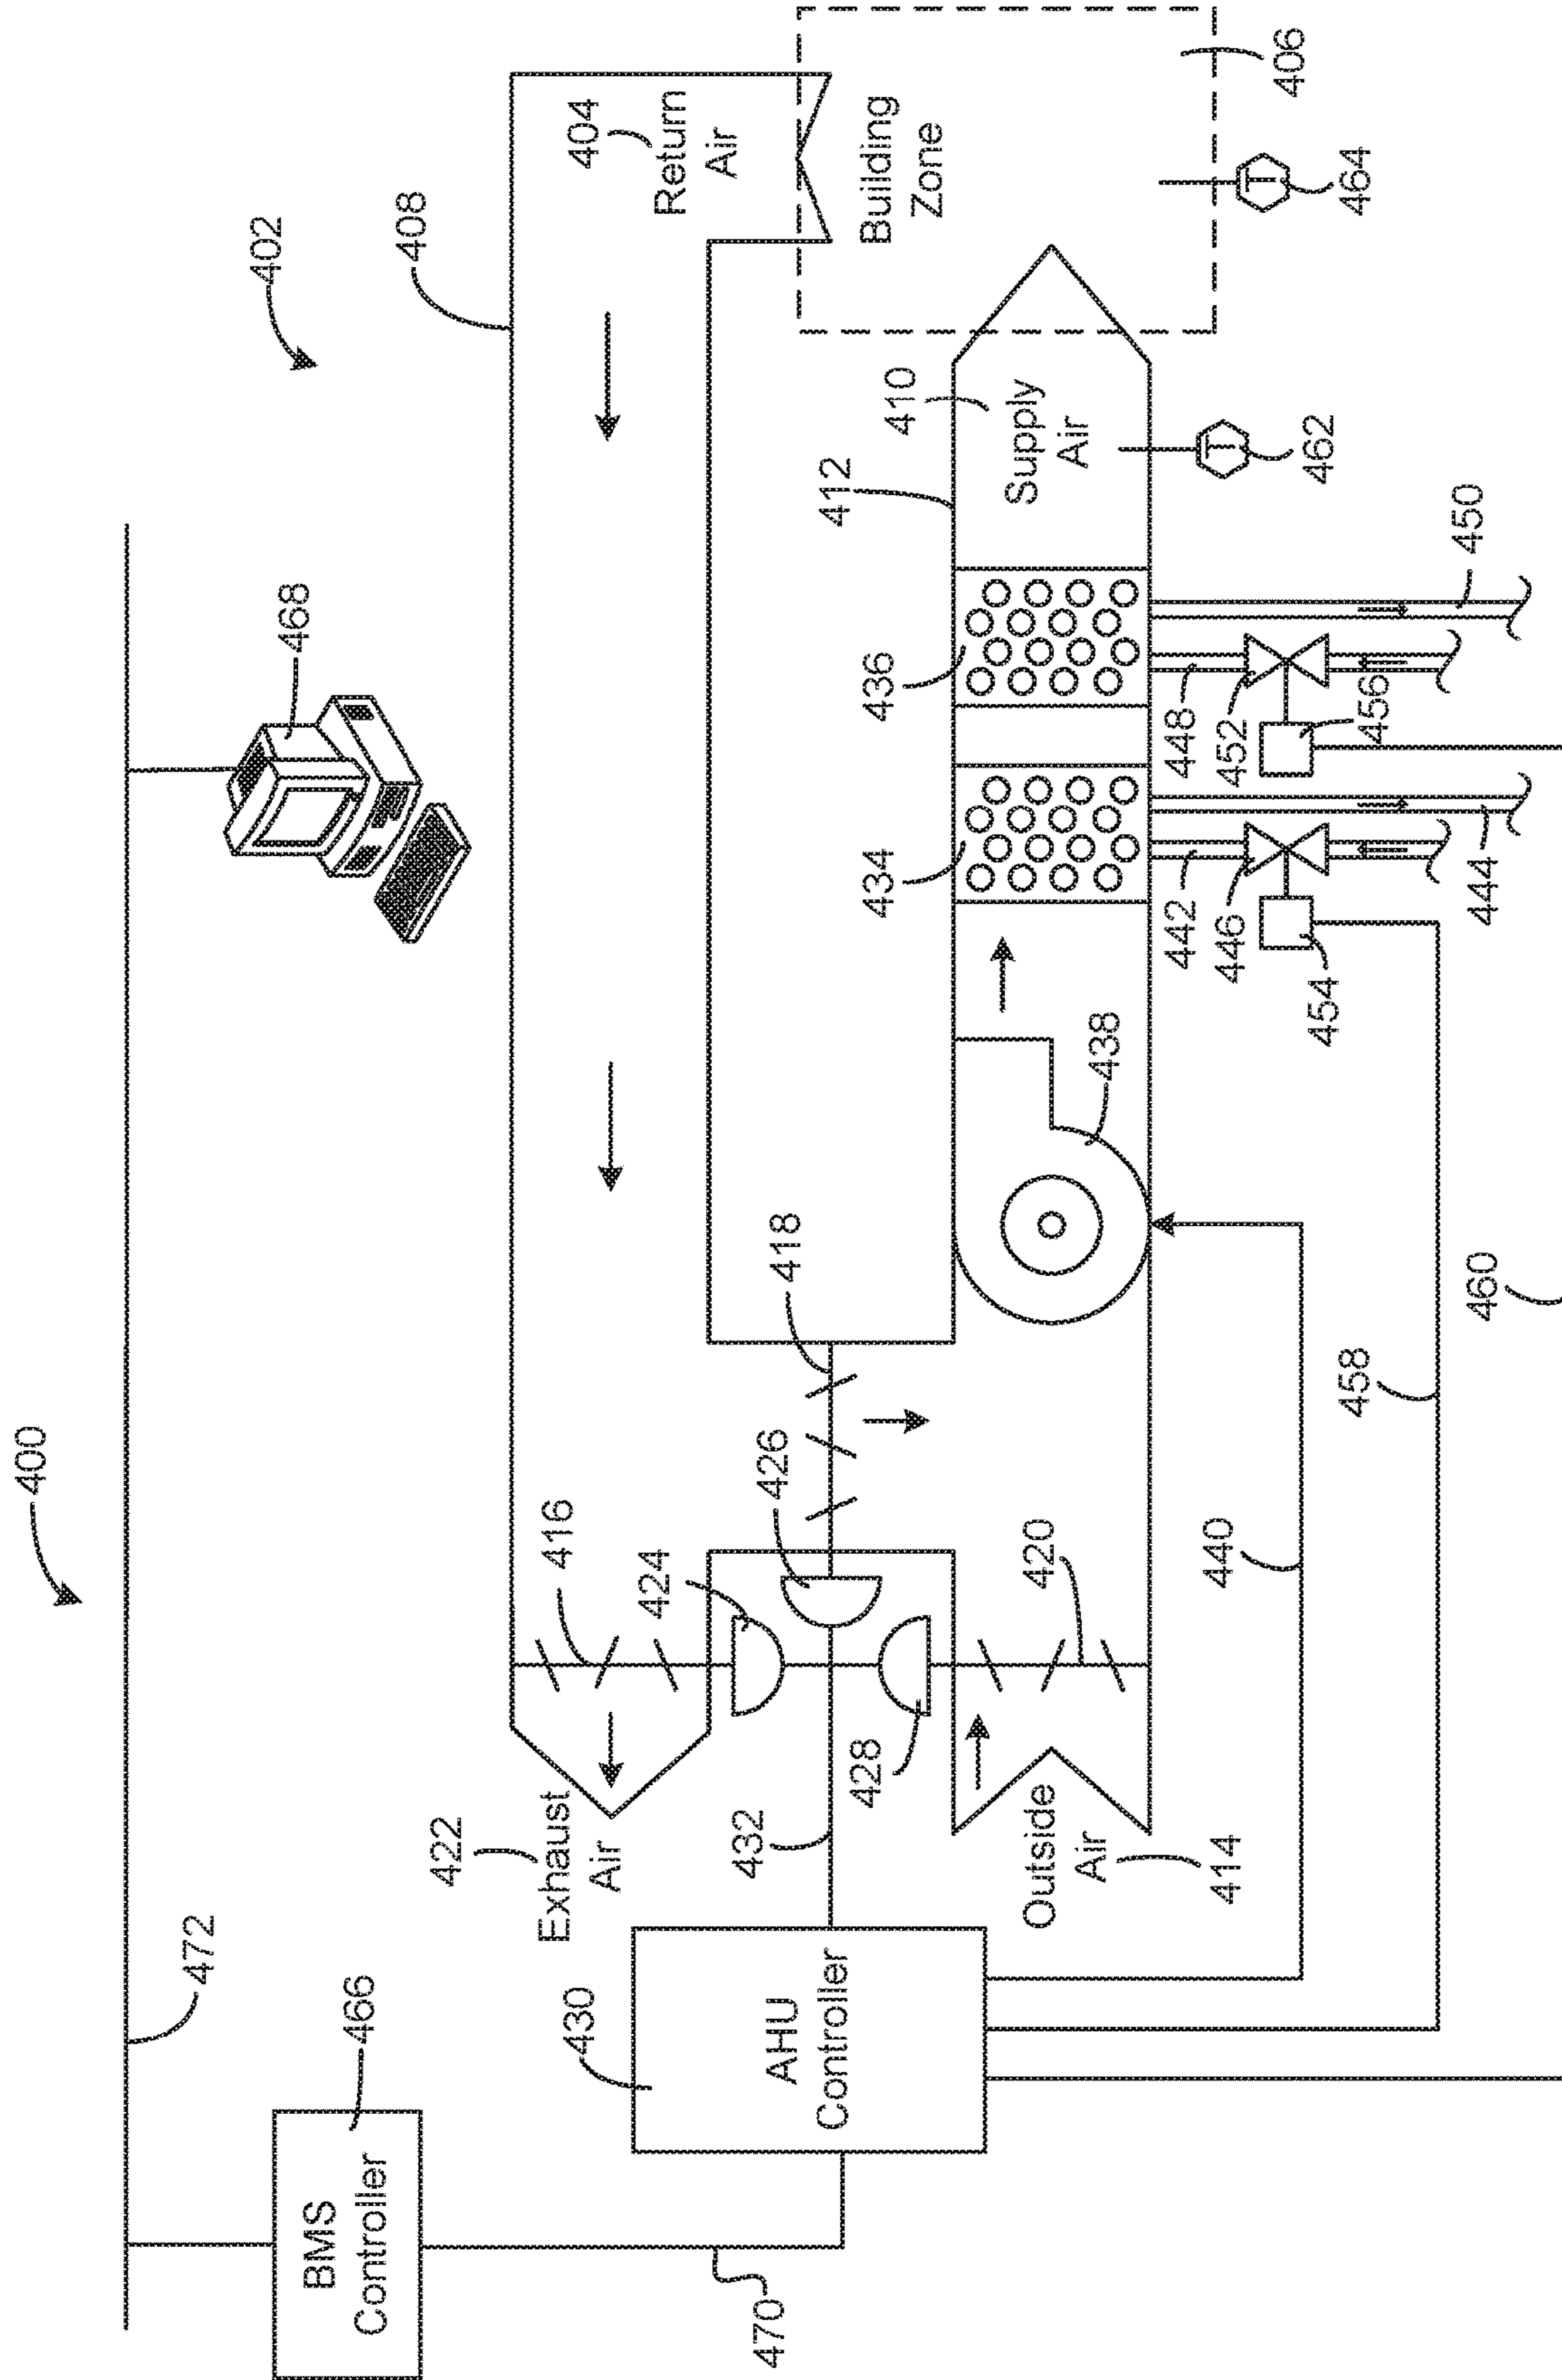 400
402
472
468
BMS
Controller
466
470
408
404
Return
Air
422
Exhaust
Air
416
424
426
418
430
AHU
Controller
432
428
Building
Zone
406
412
410
Supply
Air
434
436
438
Outside
Air
414
420
440
442
446
448
452
454
456
444
450
462
T
464
T
458
460